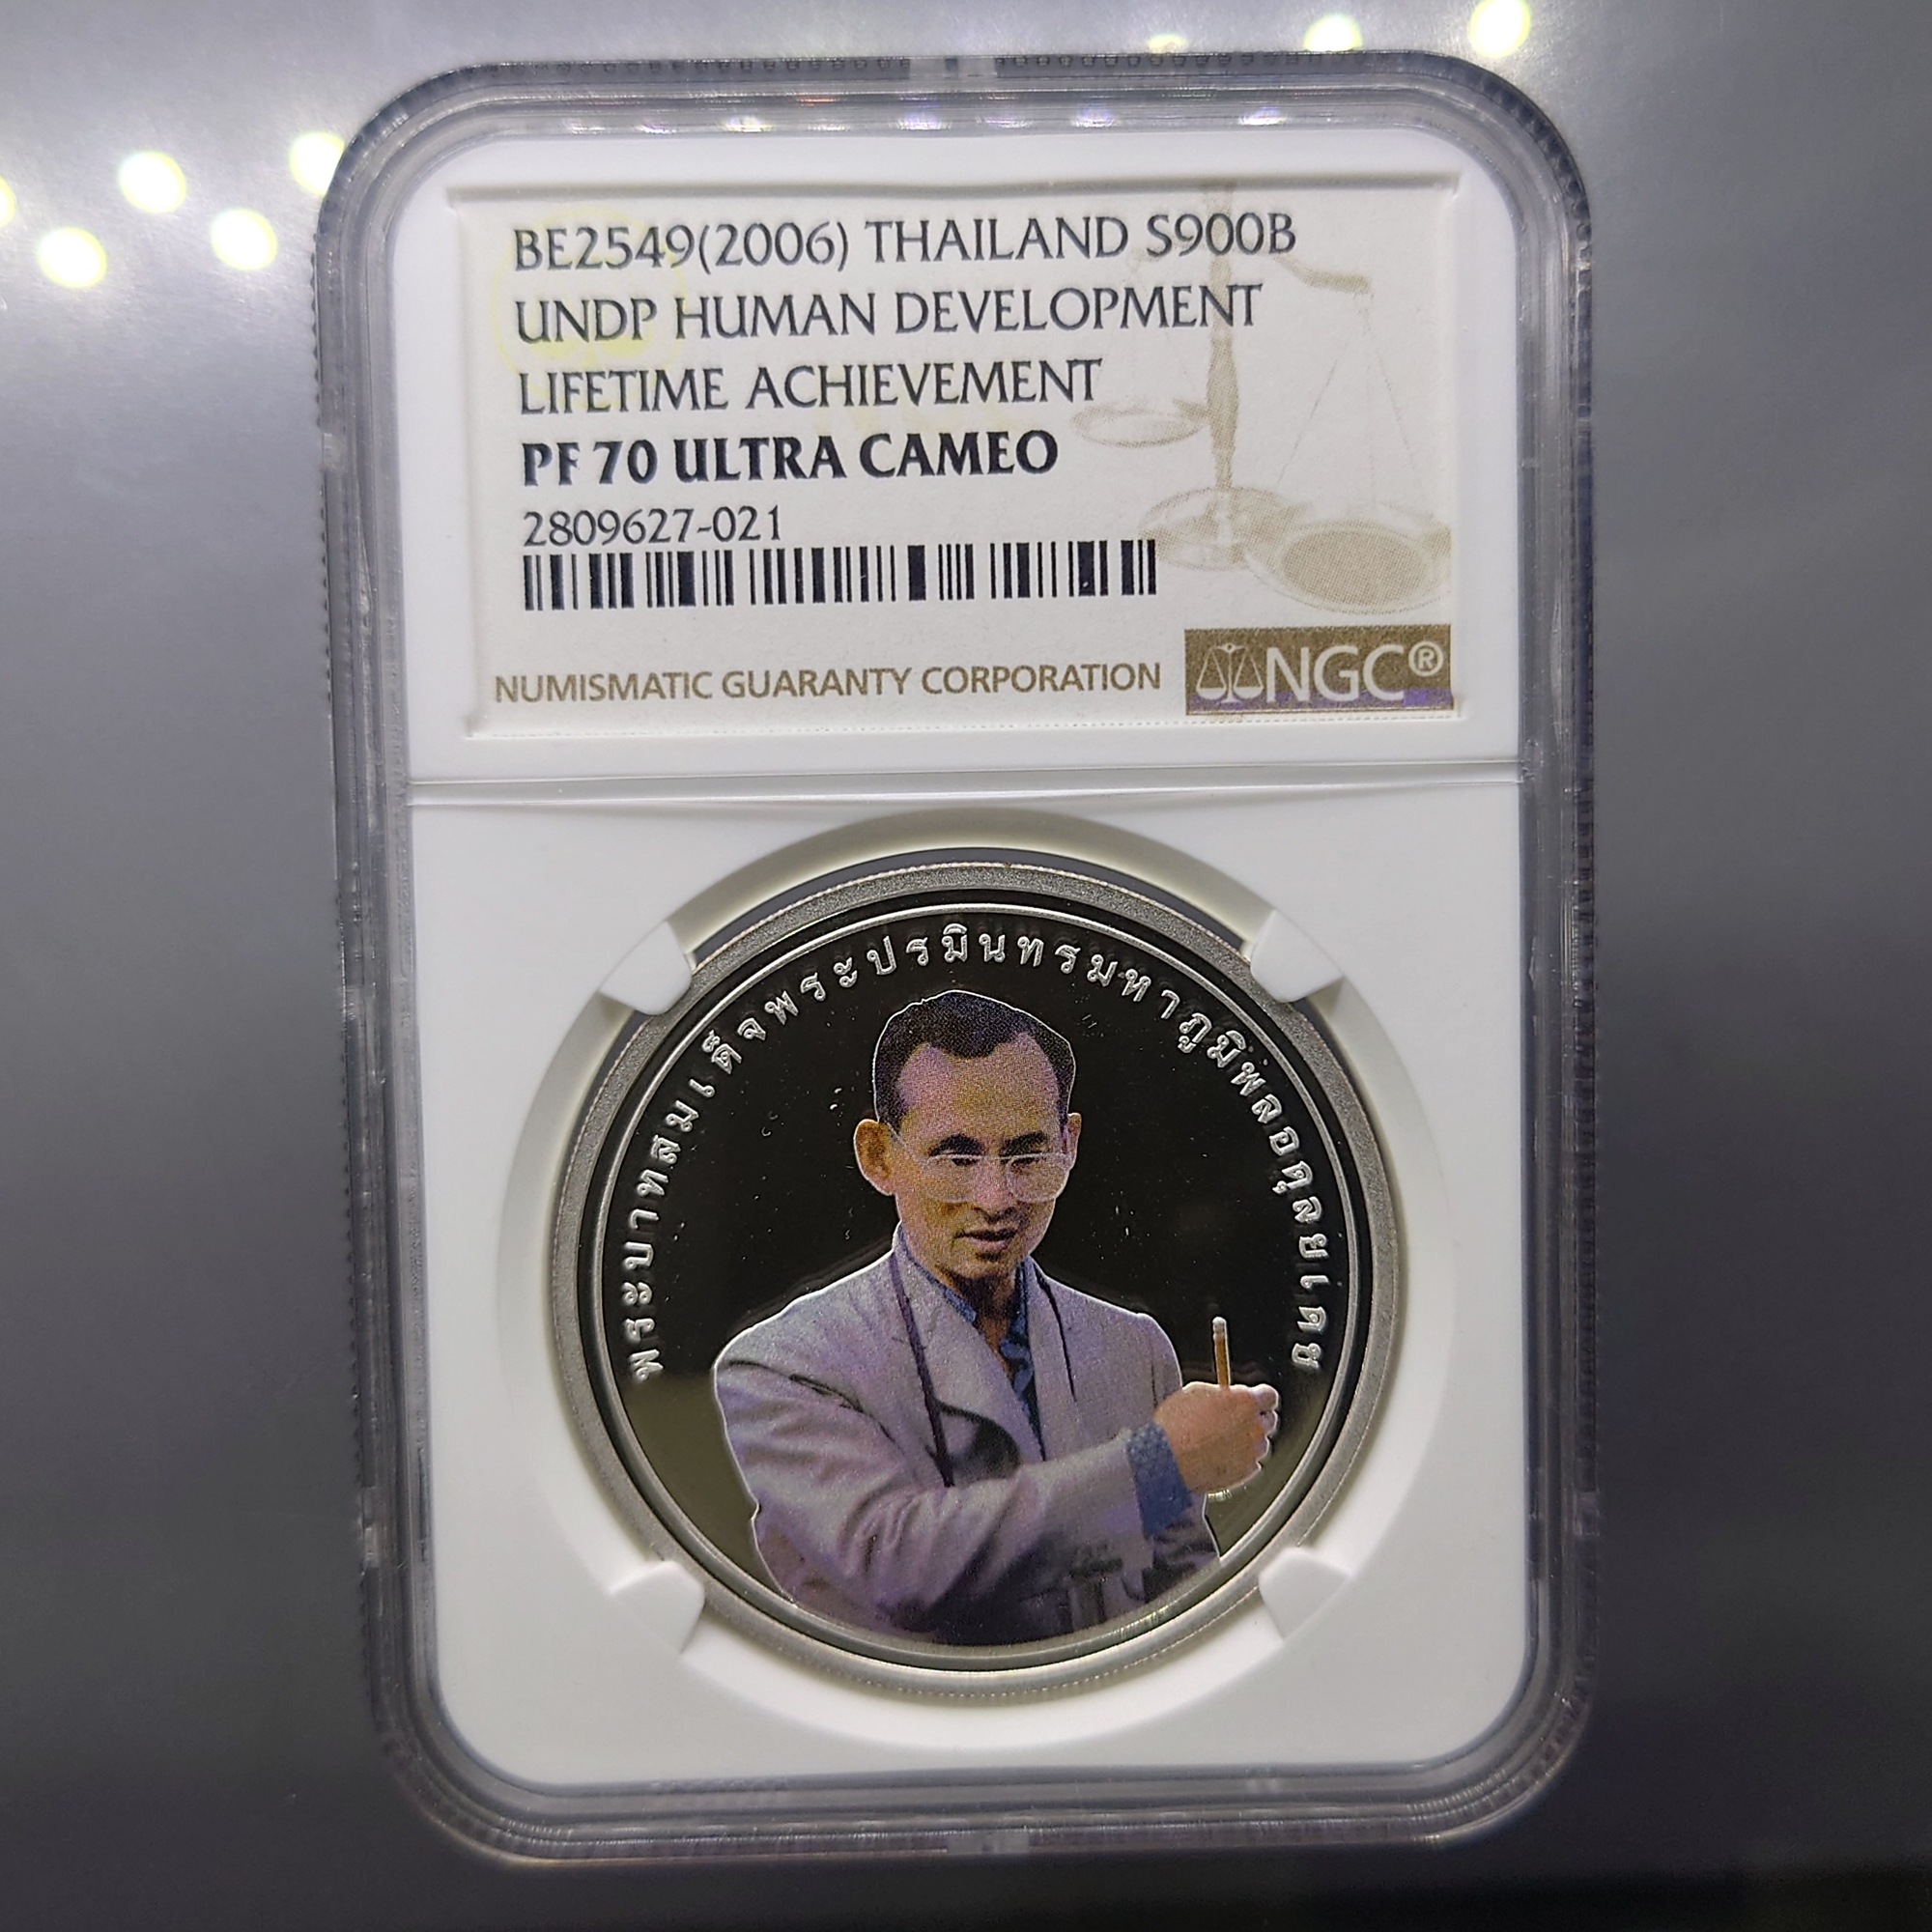 BE2549(2006) THAILAND S900B
UNDP HUMAN DEVELOPMENT
LIFETIME ACHIEVEMENT
PF 70 ULTRA CAMEO
2809627-021
NUMISMATIC GUARANTY CORPORATION NGC®
พระบาทสมเด็จพระปรมินทรมหาภูมิพลอดุลยเดช